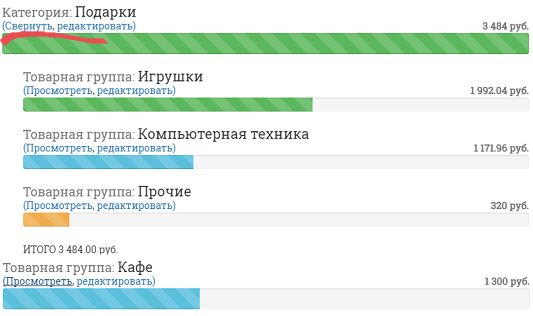 Категория: Подарки
(Свернуть, редактировать) 3 484 руб.
Товарная группа: Игрушки
(Просмотреть, редактировать) 1 992.04 руб.
Товарная группа: Компьютерная техника
(Просмотреть, редактировать) 1 171.96 руб.
Товарная группа: Прочие
(Просмотреть, редактировать) 320 руб.
ИТОГО 3 484.00 руб.
Товарная группа: Кафе
(Просмотреть, редактировать) 1 300 руб.